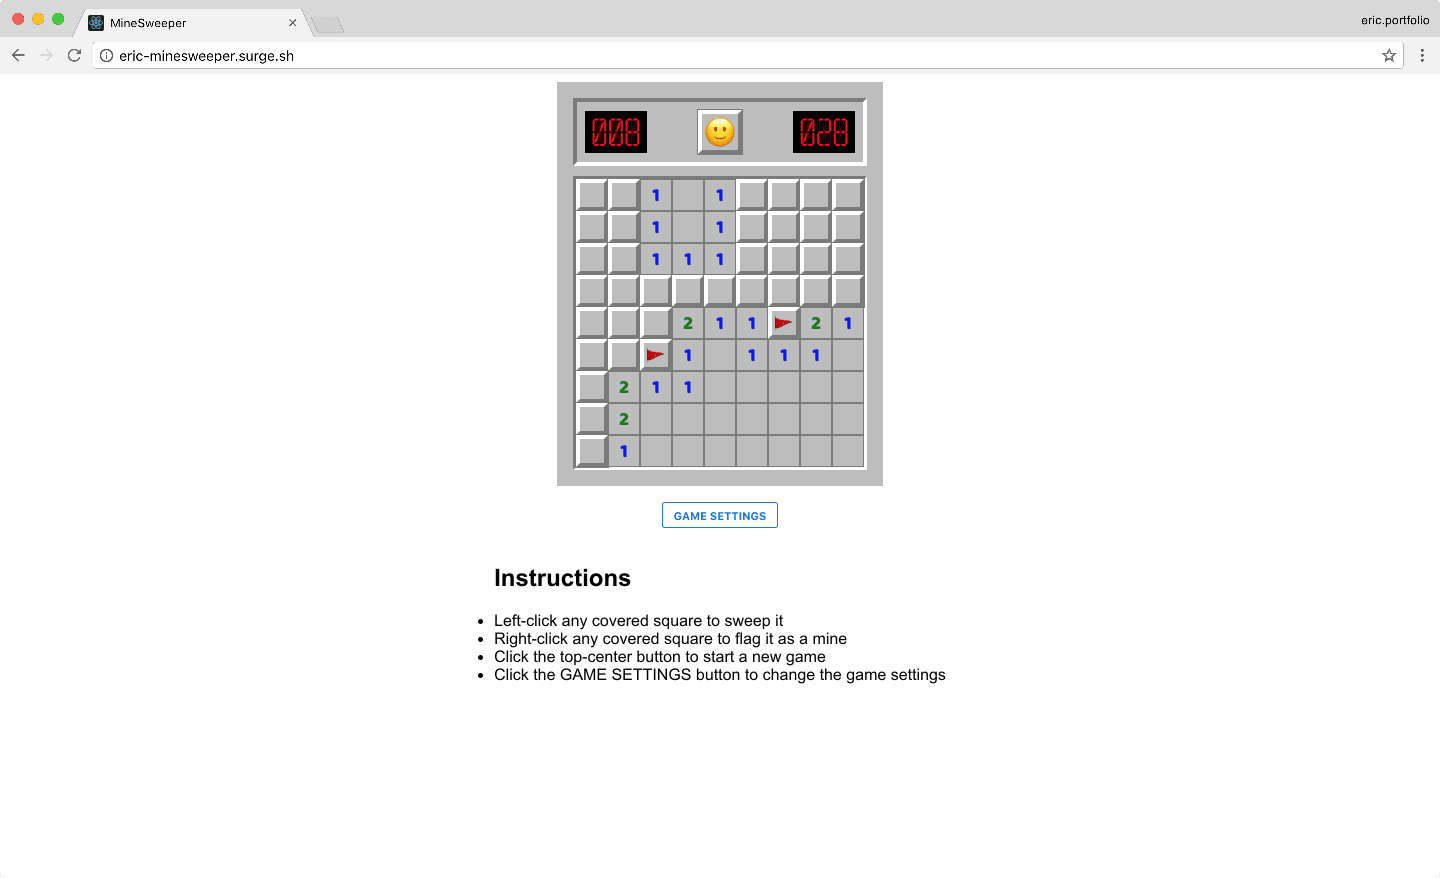 MineSweeper
eric.portfolio
eric-minesweeper.surge.sh
008
028
1 1
1 1
1 1 1
2 1 1 2 1
1 1 1 1
2 1 1
2
1
GAME SETTINGS
Instructions
Left-click any covered square to sweep it
Right-click any covered square to flag it as a mine
Click the top-center button to start a new game
Click the GAME SETTINGS button to change the game settings